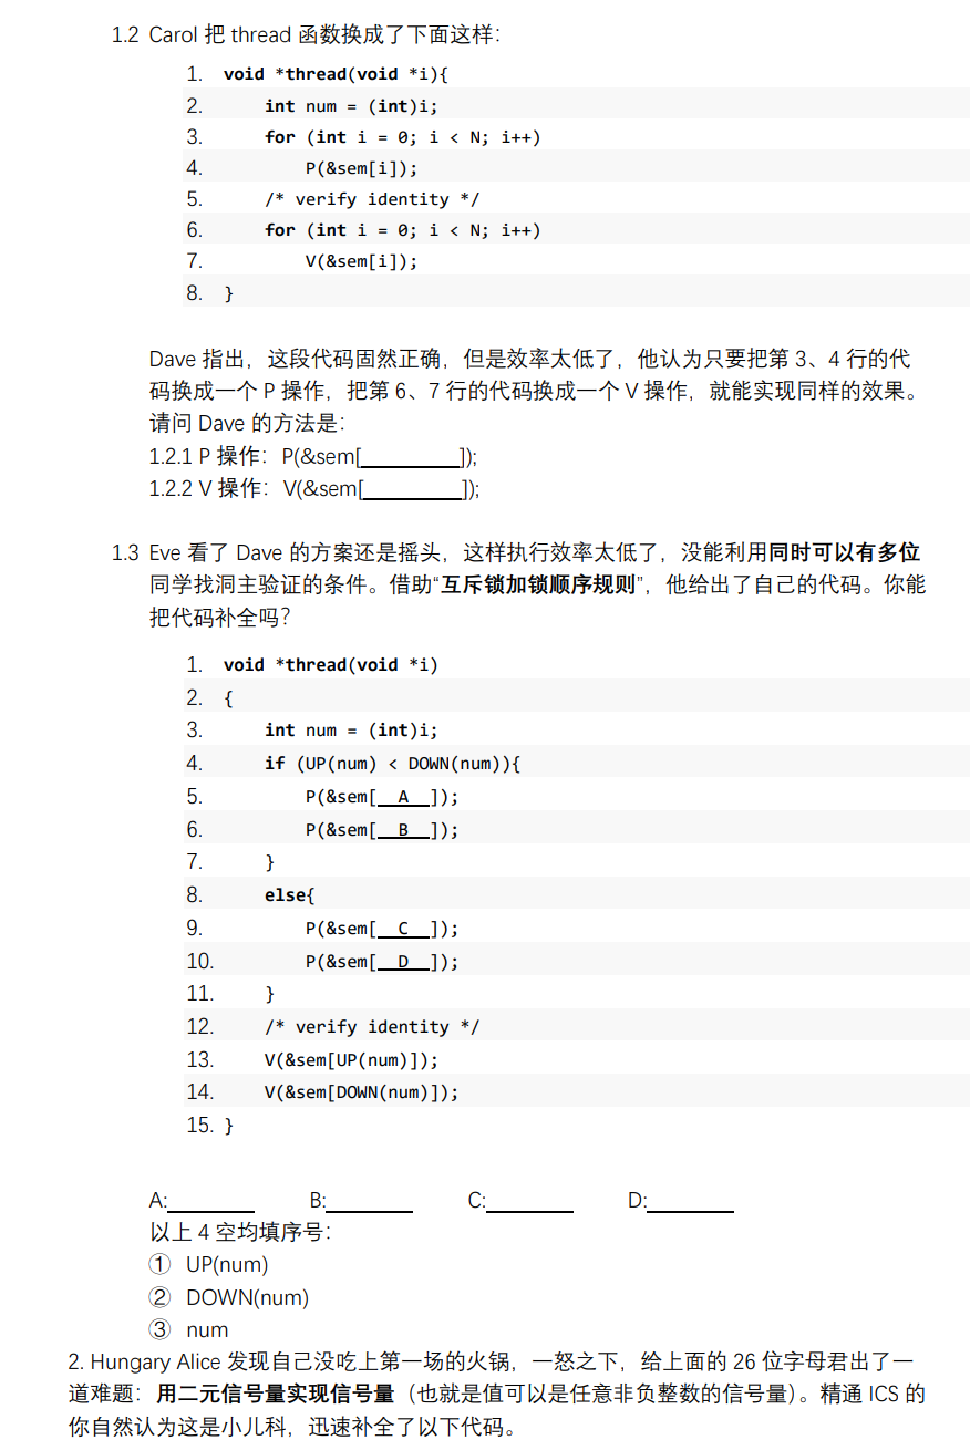 1.2 Carol 把 thread 函数换成了下面这样：
1. void *thread(void *i){
2. int num = (int)i;
3. for (int i = 0; i < N; i++)
4. P(&sem[i]);
5. /* verify identity */
6. for (int i = 0; i < N; i++)
7. V(&sem[i]);
8. }
Dave 指出，这段代码固然正确，但是效率太低了，他认为只要把第 3、4 行的代
码换成一个 P 操作，把第 6、7 行的代码换成一个 V 操作，就能实现同样的效果。
请问 Dave 的方法是：
1.2.1 P 操作：P(&sem[_________]);
1.2.2 V 操作：V(&sem[_________]);
1.3 Eve 看了 Dave 的方案还是摇头，这样执行效率太低了，没能利用同时可以有多位
同学找洞主验证的条件。借助“互斥锁加锁顺序规则”，他给出了自己的代码。你能
把代码补全吗？
1. void *thread(void *i)
2. {
3. int num = (int)i;
4. if (UP(num) < DOWN(num)){
5. P(&sem[__A__]);
6. P(&sem[__B__]);
7. }
8. else{
9. P(&sem[__C__]);
10. P(&sem[__D__]);
11. }
12. /* verify identity */
13. V(&sem[UP(num)]);
14. V(&sem[DOWN(num)]);
15. }
A:________ B:________ C:________ D:________
以上 4 空均填序号：
① UP(num)
② DOWN(num)
③ num
2. Hungary Alice 发现自己没吃上第一场的火锅，一怒之下，给上面的 26 位字母君出了一
道难题：用二元信号量实现信号量（也就是值可以是任意非负整数的信号量）。精通 ICS 的
你自然认为这是小儿科，迅速补全了以下代码。